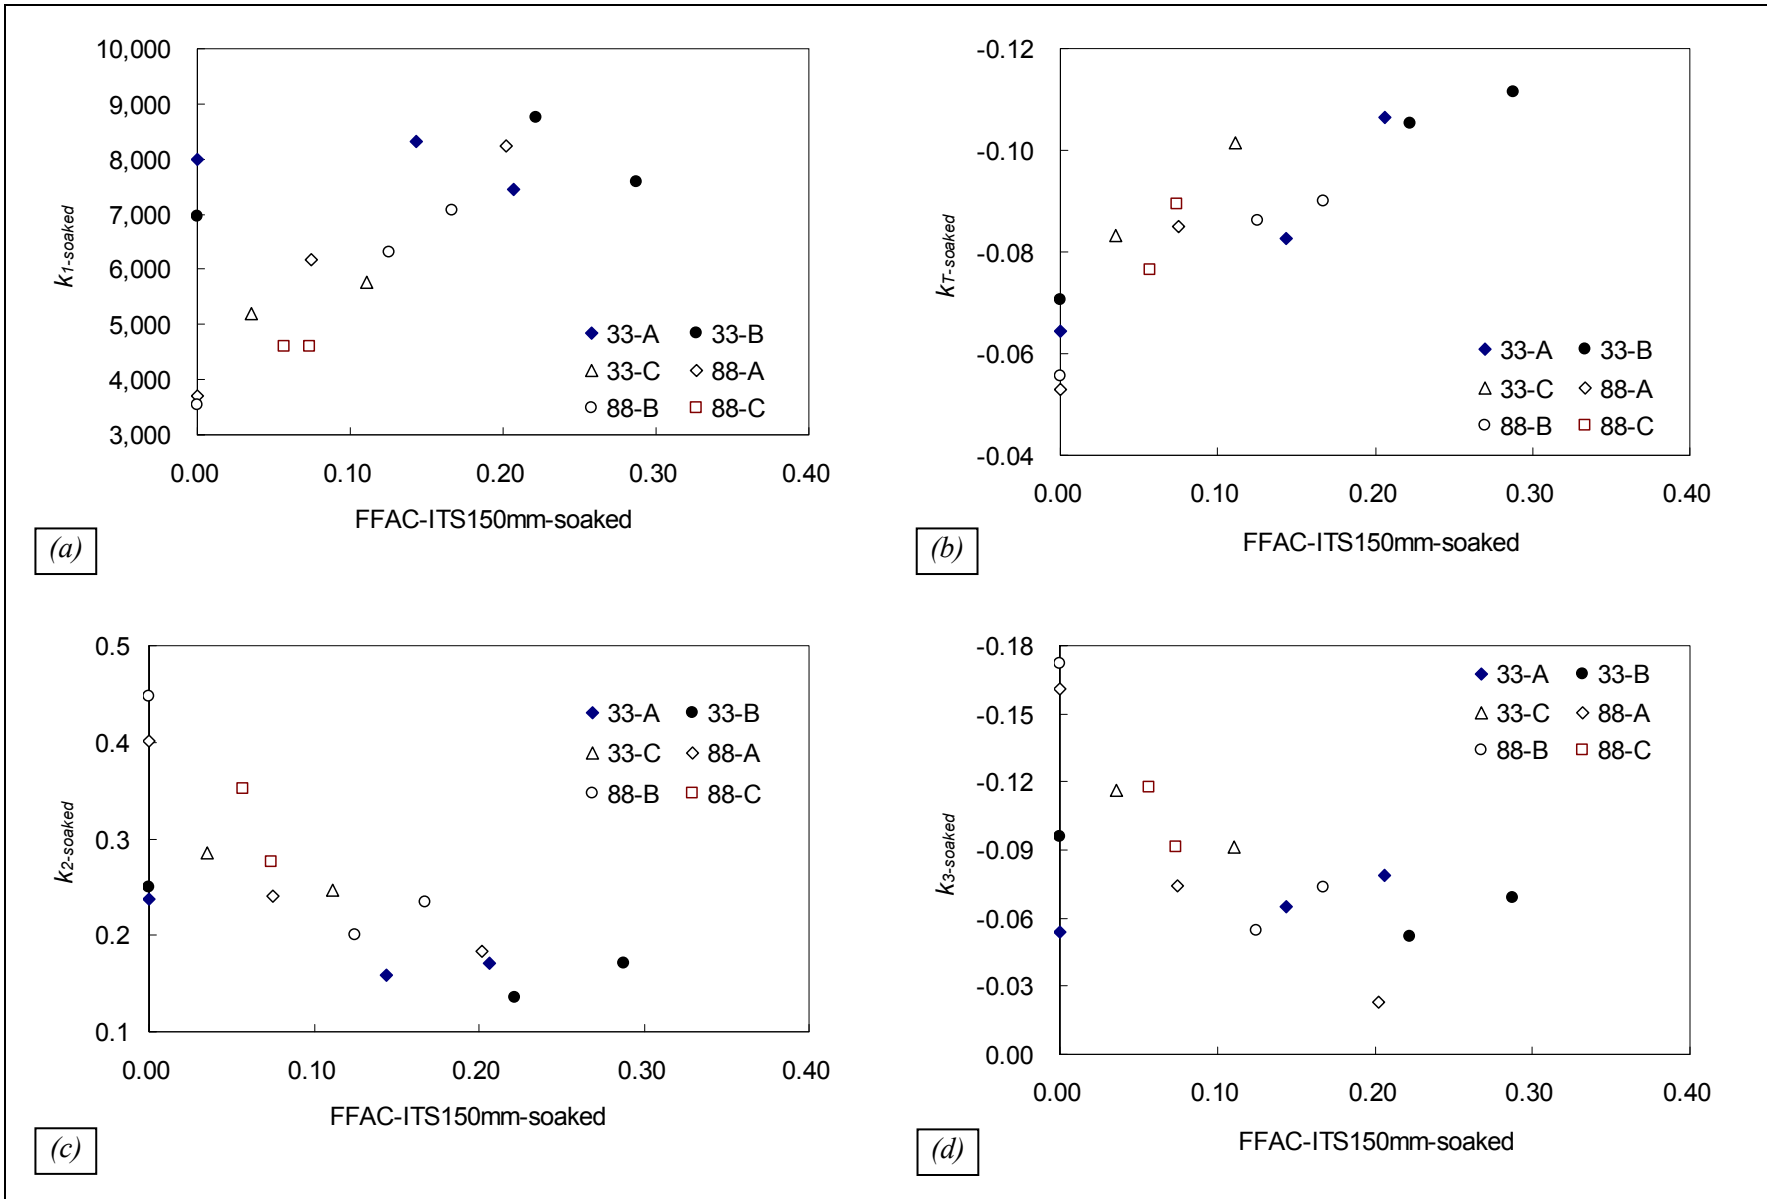 10,000
9,000
8,000
7,000
6,000
5,000
4,000
3,000
k1-soaked
33-A 33-B
33-C 88-A
88-B 88-C
0.00 0.10 0.20 0.30 0.40
FFAC-ITS150mm-soaked
(a)
-0.12
-0.10
-0.08
-0.06
-0.04
kT-soaked
33-A 33-B
33-C 88-A
88-B 88-C
0.00 0.10 0.20 0.30 0.40
FFAC-ITS150mm-soaked
(b)
0.5
0.4
0.3
0.2
0.1
k2-soaked
33-A 33-B
33-C 88-A
88-B 88-C
0.00 0.10 0.20 0.30 0.40
FFAC-ITS150mm-soaked
(c)
-0.18
-0.15
-0.12
-0.09
-0.06
-0.03
0.00
k3-soaked
33-A 33-B
33-C 88-A
88-B 88-C
0.00 0.10 0.20 0.30 0.40
FFAC-ITS150mm-soaked
(d)